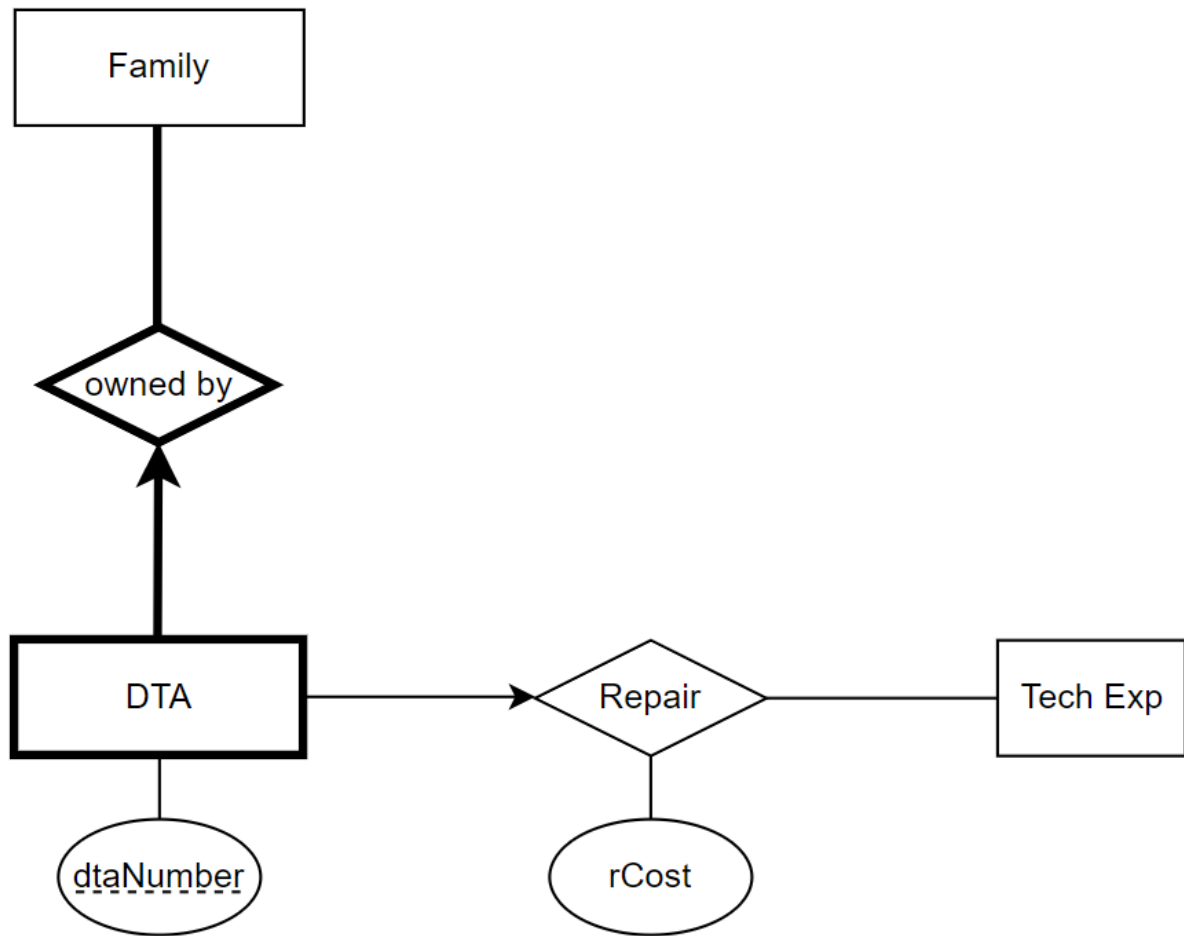 Family
owned by
DTA
Repair
Tech Exp
dtaNumber
rCost